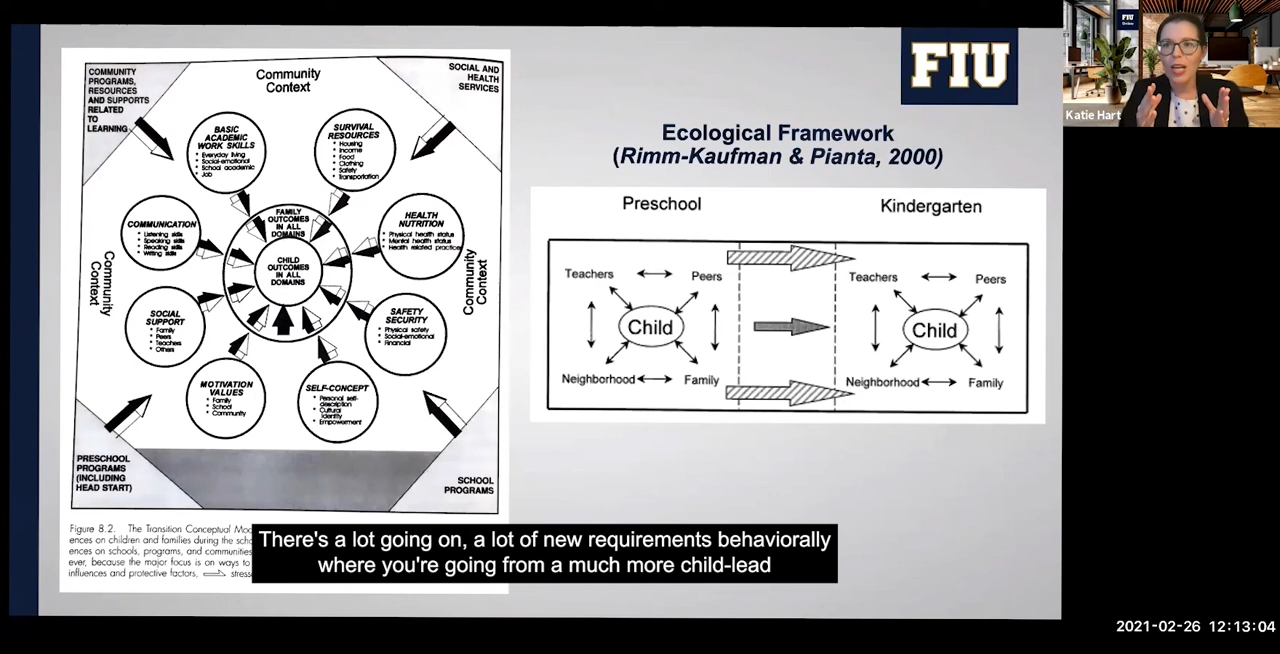 COMMUNITY
PROGRAMS,
RESOURCES
AND SUPPORTS
RELATED
TO
LEARNING
Community
Context
SOCIAL AND
HEALTH
SERVICES
BASIC
ACADEMIC
WORK SKILLS
• Everyday living
• Social-emotional
• School academic
• Job
SURVIVAL
RESOURCES
• Housing
• Income
• Food
• Clothing
• Safety
• Transportation
COMMUNICATION
• Listening skills
• Speaking skills
• Reading skills
• Writing skills
FAMILY
OUTCOMES
IN ALL
DOMAINS
CHILD
OUTCOMES
IN ALL
DOMAINS
HEALTH
NUTRITION
• Physical health status
• Mental health status
• Health related practice
Community
Context
Community
Context
SOCIAL
SUPPORT
• Family
• Peers
• Teachers
• Others
SAFETY
SECURITY
• Physical safety
• Social-emotional
• Financial
MOTIVATION
VALUES
• Family
• School
• Community
SELF-CONCEPT
• Personal self-
description
• Cultural
Identity
• Empowerment
PRESCHOOL
PROGRAMS
(INCLUDING
HEAD START)
SCHOOL
PROGRAMS
Figure 8.2. The Transition Conceptual Mod
ences on children and families during the scho
ences on schools, programs, and communities
ever, because the major focus is on ways to
influences and protective factors, stress
FIU
Ecological Framework
(Rimm-Kaufman & Pianta, 2000)
Preschool
Kindergarten
Teachers
Peers
Child
Neighborhood
Family
Teachers
Peers
Child
Neighborhood
Family
There's a lot going on, a lot of new requirements behaviorally
where you're going from a much more child-lead
FIU
Online
Katie Hart
2021-02-26 12:13:04